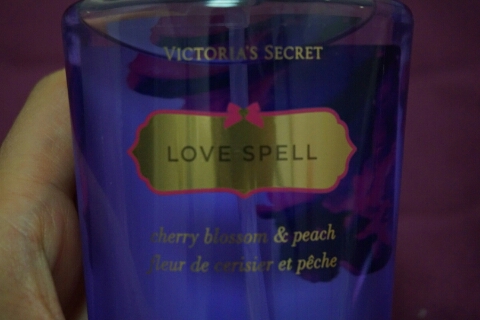 VICTORIA'S SECRET
LOVE SPELL
cherry blossom & peach
fleur de cerisier et pêche